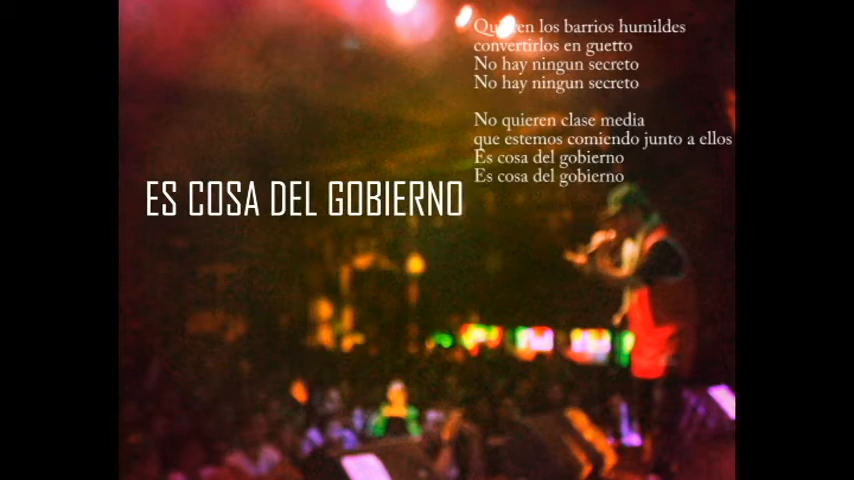 Quieren los barrios humildes
convertirlos en guetto
No hay ningun secreto
No hay ningun secreto
No quieren clase media
que estemos comiendo junto a ellos
Es cosa del gobierno
Es cosa del gobierno
ES COSA DEL GOBIERNO